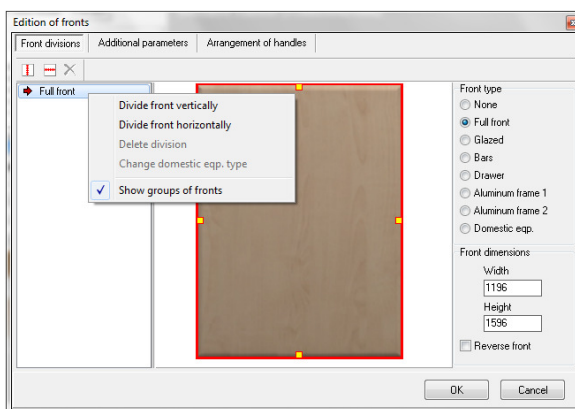 Edition of fronts
Front divisions
Additional parameters
Arrangement of handles
Full front
Divide front vertically
Divide front horizontally
Delete division
Change domestic eqp. type
Show groups of fronts
Front type
None
Full front
Glazed
Bars
Drawer
Aluminum frame 1
Aluminum frame 2
Domestic eqp.
Front dimensions
Width
1196
Height
1596
Reverse front
OK
Cancel